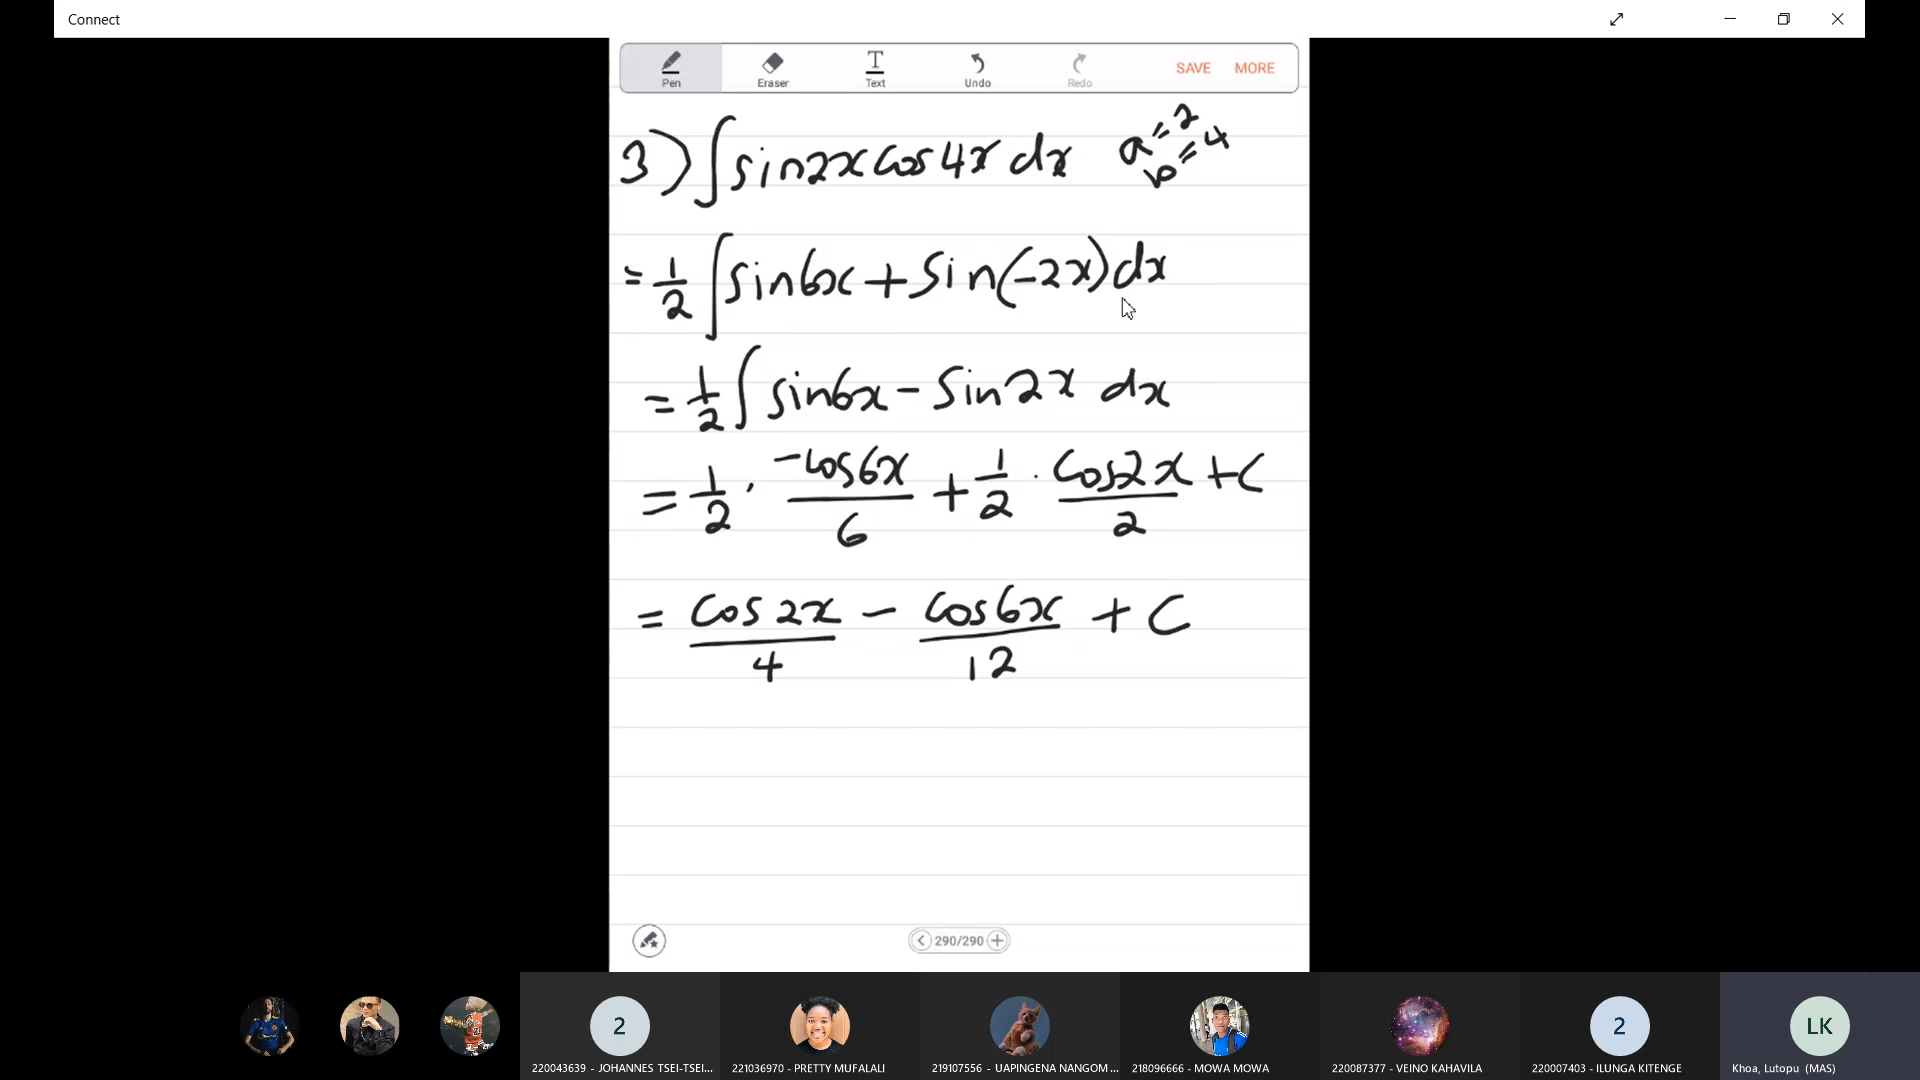 Connect
Pen Eraser Text Undo Redo SAVE MORE
3) ∫ sin2x cos4x dx a=2
b=4
= 1/2 ∫ sin6x + sin(-2x) dx
= 1/2 ∫ sin6x - sin2x dx
= 1/2 · -cos6x/6 + 1/2 · cos2x/2 + C
= cos2x/4 - cos6x/12 + C
290/290
2 2 LK
220043639 - JOHANNES TSEI-TSEI... 221036970 - PRETTY MUFALALI 219107556 - UAPINGENA NANGOM ... 218096666 - MOWA MOWA 220087377 - VEINO KAHAVILA 220007403 - ILUNGA KITENGE Khoa, Lutopu (MAS)